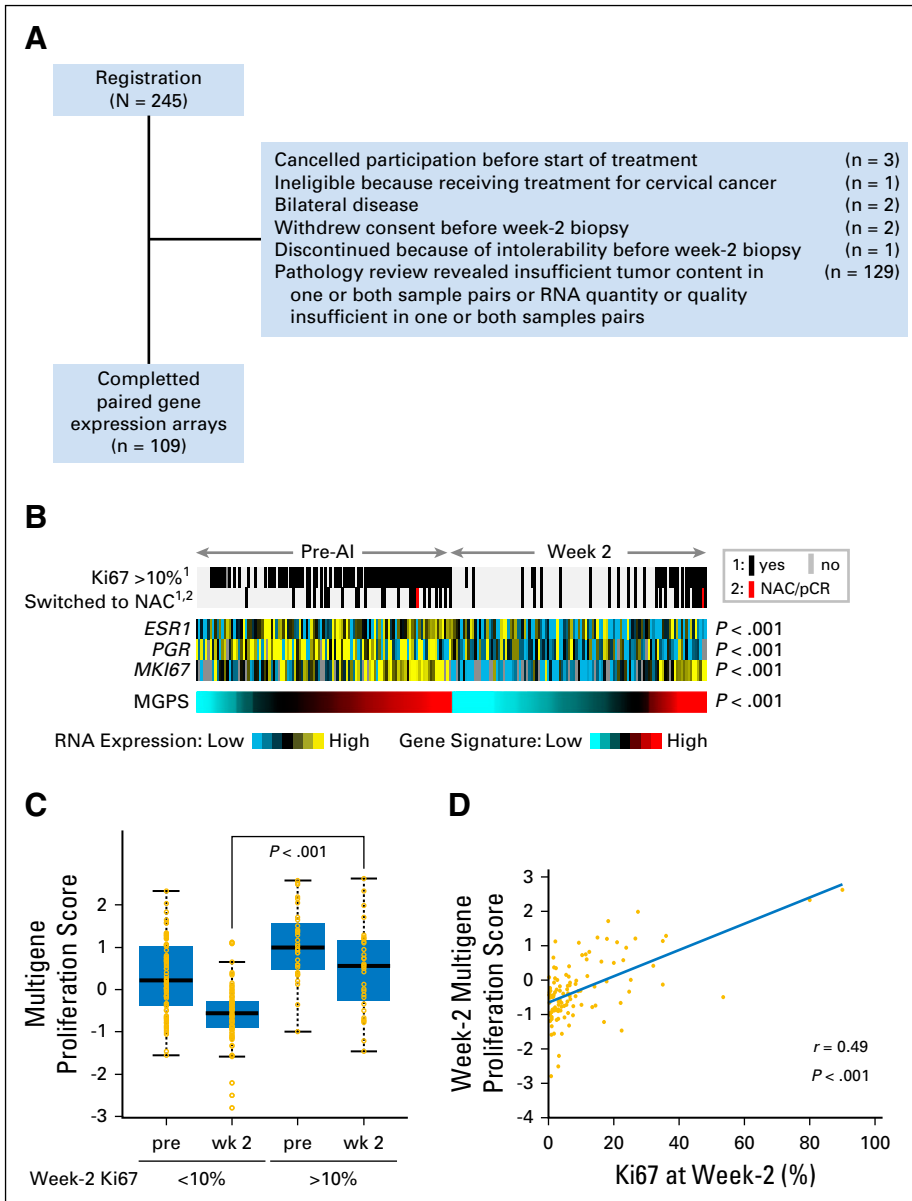 A
Registration
(N = 245)
Cancelled participation before start of treatment (n = 3)
Ineligible because receiving treatment for cervical cancer (n = 1)
Bilateral disease (n = 2)
Withdrew consent before week-2 biopsy (n = 2)
Discontinued because of intolerability before week-2 biopsy (n = 1)
Pathology review revealed insufficient tumor content in (n = 129)
one or both sample pairs or RNA quantity or quality
insufficient in one or both samples pairs
Completted
paired gene
expression arrays
(n = 109)
B
Pre-AI Week 2
Ki67 >10%1
Switched to NAC1,2
1: yes no
2: NAC/pCR
ESR1 P < .001
PGR P < .001
MKI67 P < .001
MGPS P < .001
RNA Expression: Low High Gene Signature: Low High
C
Multigene
Proliferation Score
P < .001
2
1
0
-1
-2
-3
pre wk 2 pre wk 2
Week-2 Ki67 <10% >10%
D
Week-2 Multigene
Proliferation Score
3
2
1
0
-1
-2
-3
-4
r = 0.49
P < .001
0 20 40 60 80 100
Ki67 at Week-2 (%)